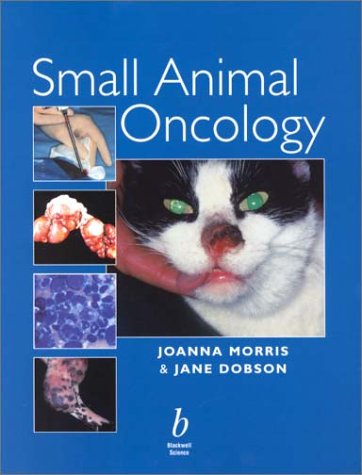 Small Animal
Oncology
JOANNA MORRIS
& JANE DOBSON
b
Blackwell
Science